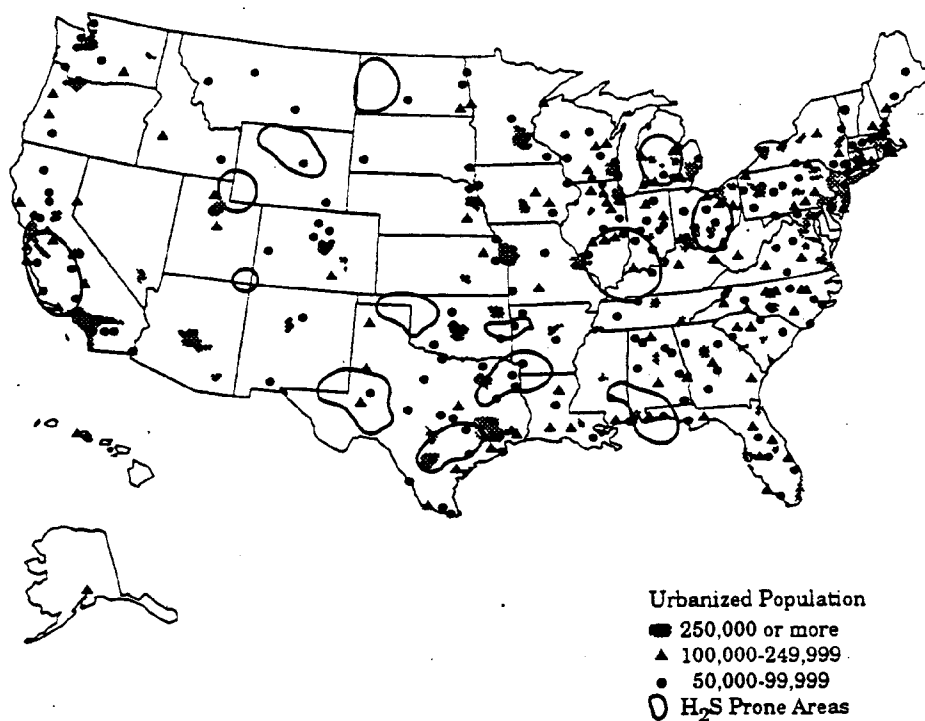 Urbanized Population
250,000 or more
100,000-249,999
50,000-99,999
H₂S Prone Areas